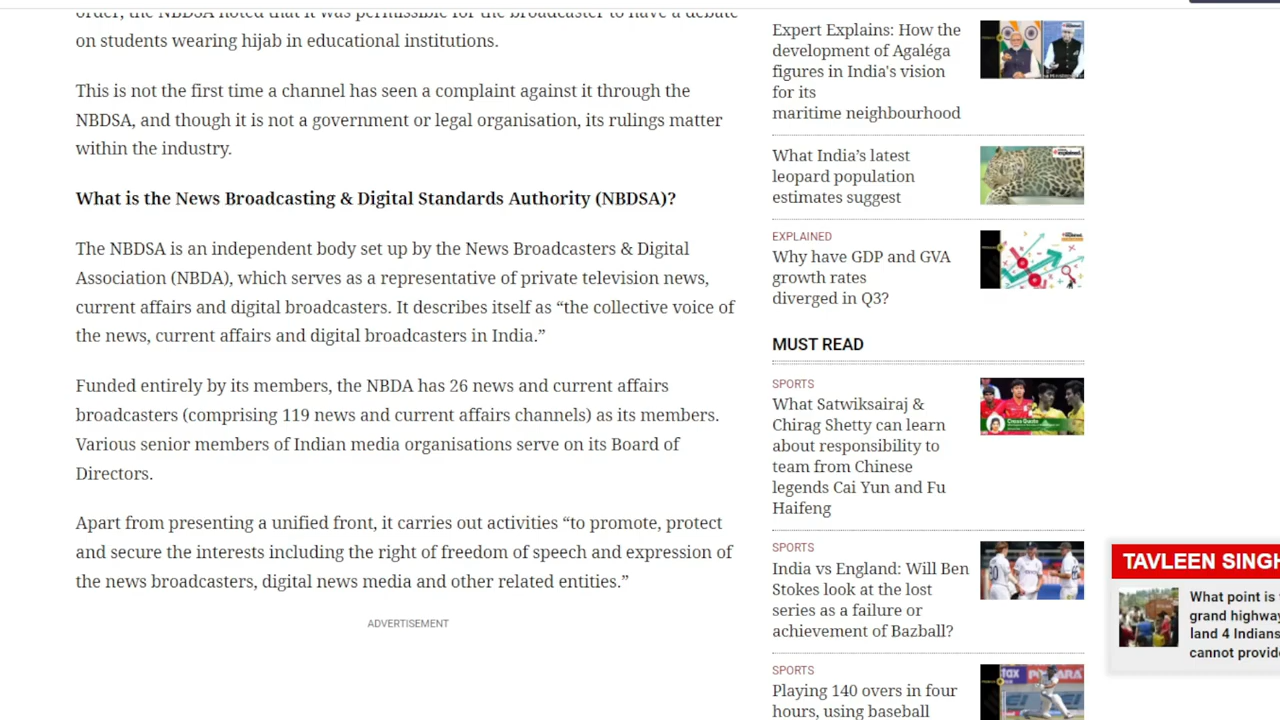 order, the NBDSA noted that it was permissible for the broadcaster to have a debate
on students wearing hijab in educational institutions.
This is not the first time a channel has seen a complaint against it through the
NBDSA, and though it is not a government or legal organisation, its rulings matter
within the industry.
What is the News Broadcasting & Digital Standards Authority (NBDSA)?
The NBDSA is an independent body set up by the News Broadcasters & Digital
Association (NBDA), which serves as a representative of private television news,
current affairs and digital broadcasters. It describes itself as “the collective voice of
the news, current affairs and digital broadcasters in India.”
Funded entirely by its members, the NBDA has 26 news and current affairs
broadcasters (comprising 119 news and current affairs channels) as its members.
Various senior members of Indian media organisations serve on its Board of
Directors.
Apart from presenting a unified front, it carries out activities “to promote, protect
and secure the interests including the right of freedom of speech and expression of
the news broadcasters, digital news media and other related entities.”
ADVERTISEMENT
Expert Explains: How the
development of Agaléga
figures in India's vision
for its
maritime neighbourhood
What India’s latest
leopard population
estimates suggest
EXPLAINED
Why have GDP and GVA
growth rates
diverged in Q3?
MUST READ
SPORTS
What Satwiksairaj &
Chirag Shetty can learn
about responsibility to
team from Chinese
legends Cai Yun and Fu
Haifeng
SPORTS
India vs England: Will Ben
Stokes look at the lost
series as a failure or
achievement of Bazball?
SPORTS
Playing 140 overs in four
hours, using baseball
TAVLEEN SINGH
What point is
grand highway
land 4 Indians
cannot provide